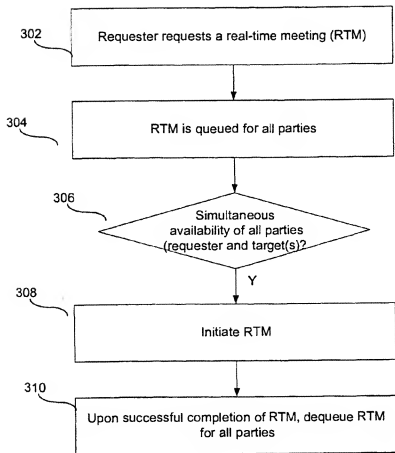 302
Requester requests a real-time meeting (RTM)
304
RTM is queued for all parties
306
Simultaneous
availability of all parties
(requester and target(s)?
Y
308
Initiate RTM
310
Upon successful completion of RTM, dequeue RTM
for all parties